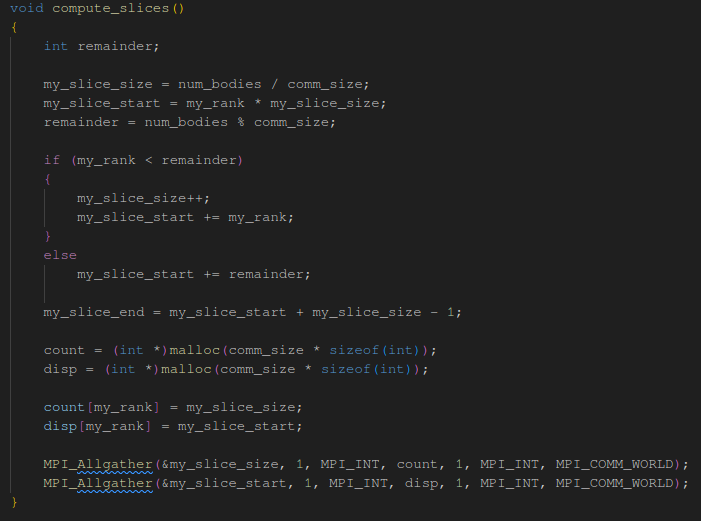 void compute_slices()
{
int remainder;
my_slice_size = num_bodies / comm_size;
my_slice_start = my_rank * my_slice_size;
remainder = num_bodies % comm_size;
if (my_rank < remainder)
{
my_slice_size++;
my_slice_start += my_rank;
}
else
my_slice_start += remainder;
my_slice_end = my_slice_start + my_slice_size - 1;
count = (int *)malloc(comm_size * sizeof(int));
disp = (int *)malloc(comm_size * sizeof(int));
count[my_rank] = my_slice_size;
disp[my_rank] = my_slice_start;
MPI_Allgather(&my_slice_size, 1, MPI_INT, count, 1, MPI_INT, MPI_COMM_WORLD);
MPI_Allgather(&my_slice_start, 1, MPI_INT, disp, 1, MPI_INT, MPI_COMM_WORLD);
}